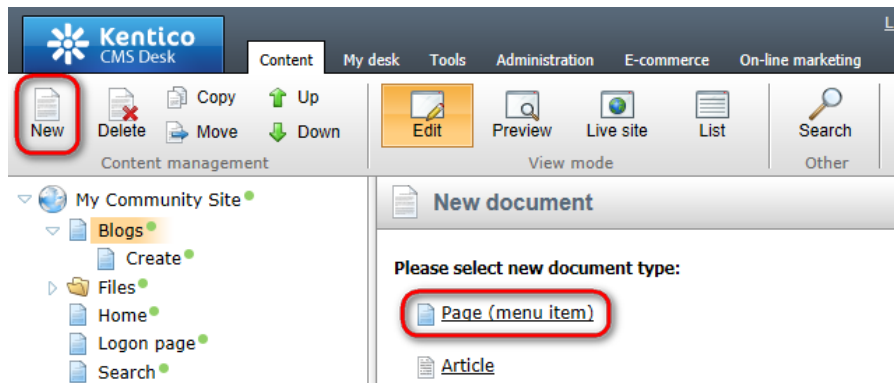 L
Kentico
CMS Desk
Content My desk Tools Administration E-commerce On-line marketing
New Delete Copy Move Up Down Edit Preview Live site List Search
Content management View mode Other
My Community Site
Blogs
Create
Files
Home
Logon page
Search
New document
Please select new document type:
Page (menu item)
Article